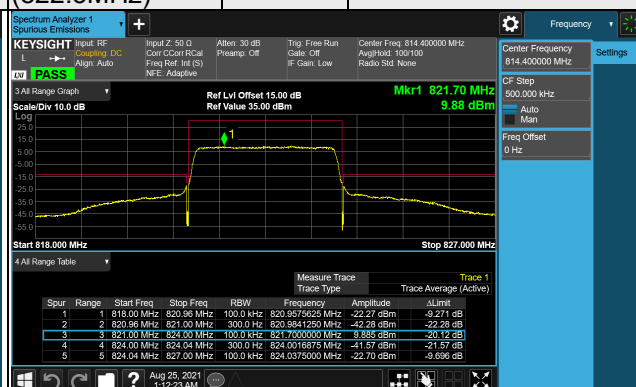 (822.5MHz)
Spectrum Analyzer 1
Spurious Emissions
+
Frequency
KEYSIGHT Input: RF Input Z: 50 Ω Atten: 30 dB Trig: Free Run Center Freq: 814.400000 MHz
L Coupling: DC Corr CCorr RCal Preamp: Off Gate: Off Avg|Hold: 100/100
Align: Auto Freq Ref: Int (S) IF Gain: Low Radio Std: None
LXI PASS NFE: Adaptive
Center Frequency
814.400000 MHz
Settings
CF Step
500.000 kHz
Auto
Man
Freq Offset
0 Hz
3 All Range Graph
Ref Lvl Offset 15.00 dB Mkr1 821.70 MHz
Scale/Div 10.0 dB Ref Value 35.00 dBm 9.88 dBm
Log
25.0
15.0
5.00
-5.00
-15.0
-25.0
-35.0
-45.0
-55.0
1
Start 818.000 MHz Stop 827.000 MHz
4 All Range Table
Measure Trace Trace 1
Trace Type Trace Average (Active)
Spur Range Start Freq Stop Freq RBW Frequency Amplitude ΔLimit
1 1 818.00 MHz 820.96 MHz 100.0 kHz 820.9575625 MHz -22.27 dBm -9.271 dB
2 2 820.96 MHz 821.00 MHz 300.0 Hz 820.9841250 MHz -42.28 dBm -22.28 dB
3 3 821.00 MHz 824.00 MHz 100.0 kHz 821.7000000 MHz 9.885 dBm -20.12 dB
4 4 824.00 MHz 824.04 MHz 300.0 Hz 824.0016875 MHz -41.57 dBm -21.57 dB
5 5 824.04 MHz 827.00 MHz 100.0 kHz 824.0375000 MHz -22.70 dBm -9.696 dB
? Aug 25, 2021
1:12:23 AM